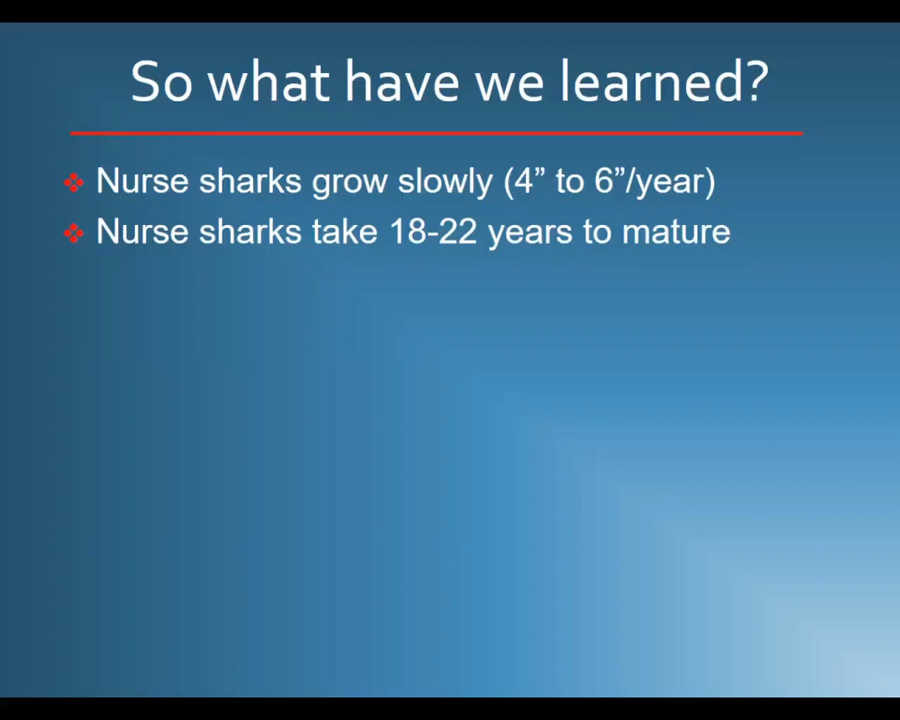 So what have we learned?
Nurse sharks grow slowly (4” to 6”/year)
Nurse sharks take 18-22 years to mature